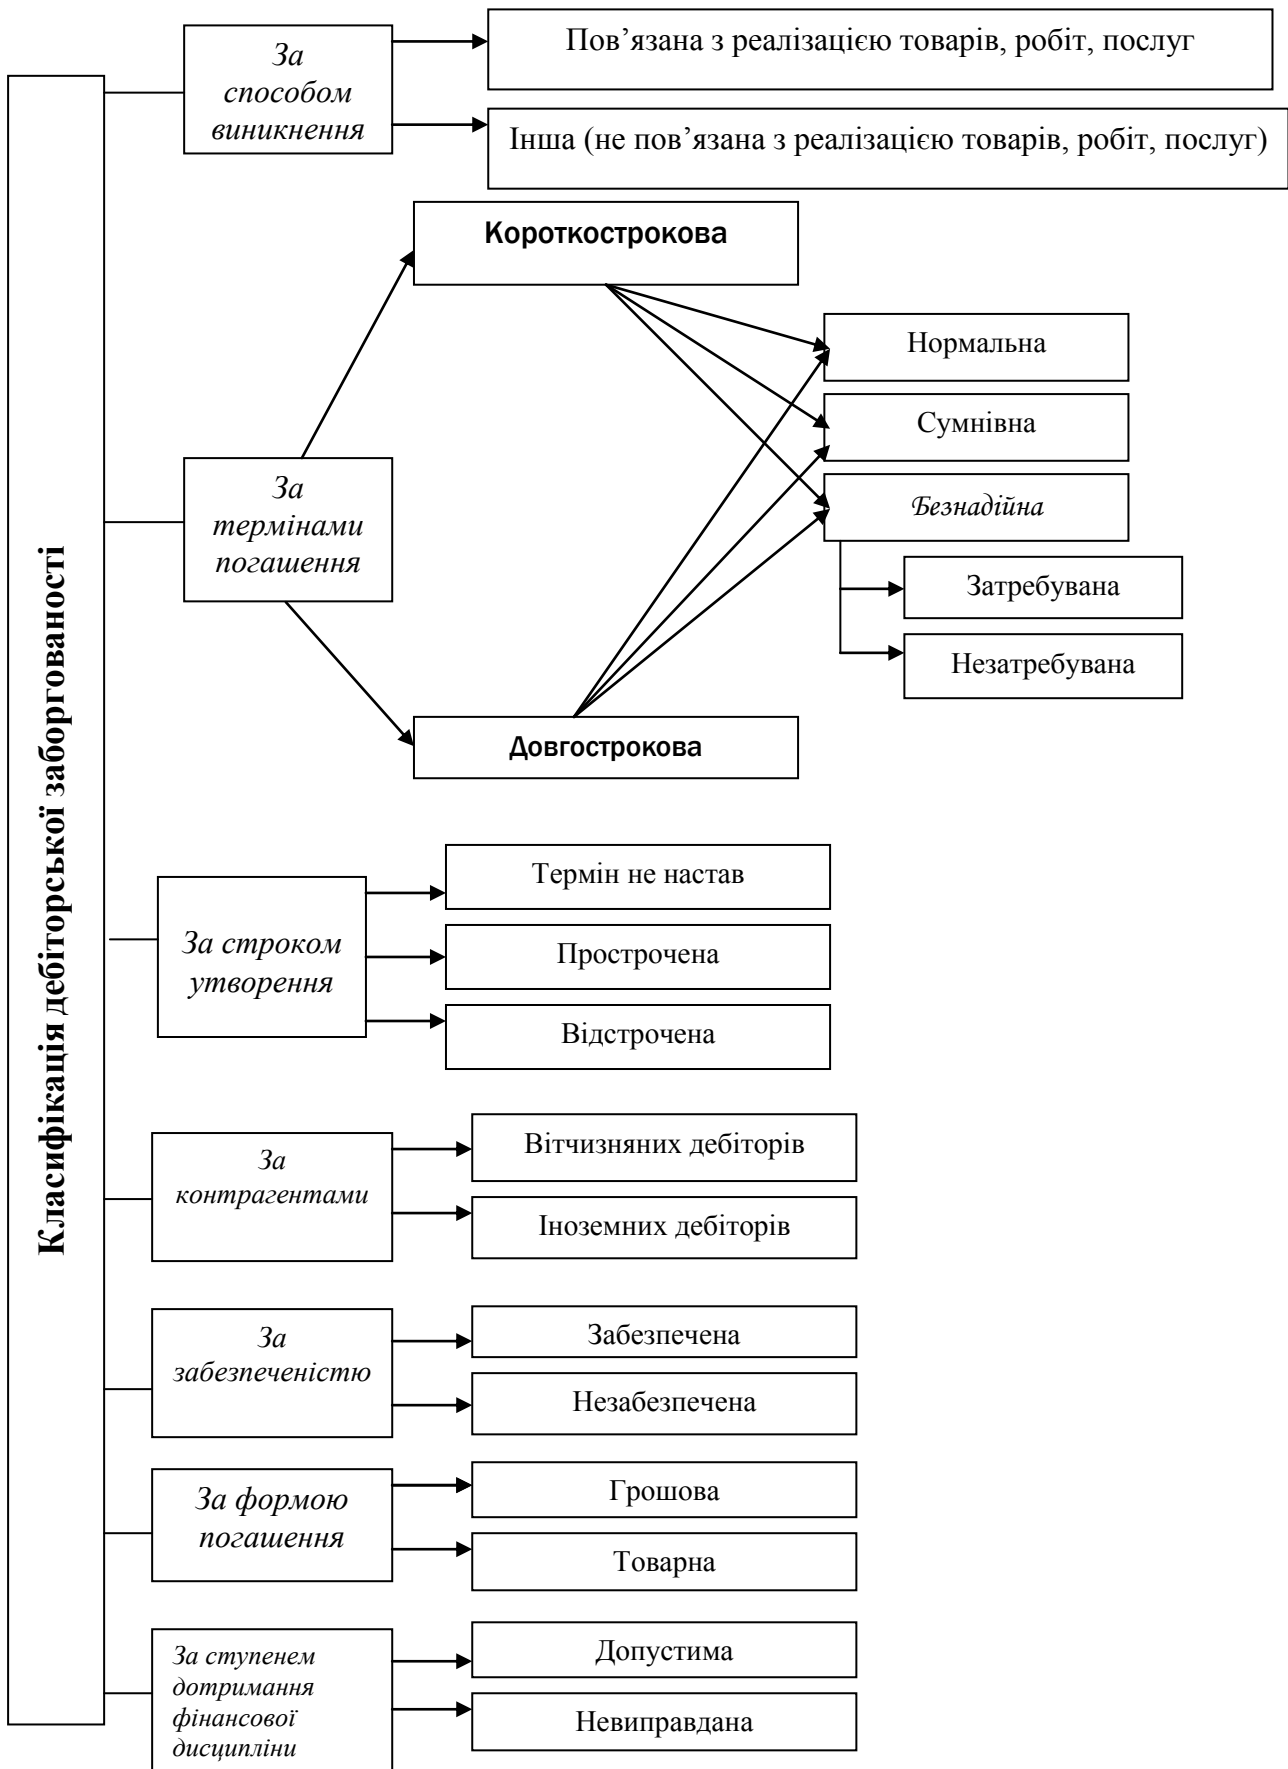 Класифікація дебіторської заборгованості
За
способом
виникнення
Пов’язана з реалізацією товарів, робіт, послуг
Інша (не пов’язана з реалізацією товарів, робіт, послуг)
За
термінами
погашення
Короткострокова
Довгострокова
Нормальна
Сумнівна
Безнадійна
Затребувана
Незатребувана
За строком
утворення
Термін не настав
Прострочена
Відстрочена
За
контрагентами
Вітчизняних дебіторів
Іноземних дебіторів
За
забезпеченістю
Забезпечена
Незабезпечена
За формою
погашення
Грошова
Товарна
За ступенем
дотримання
фінансової
дисципліни
Допустима
Невиправдана